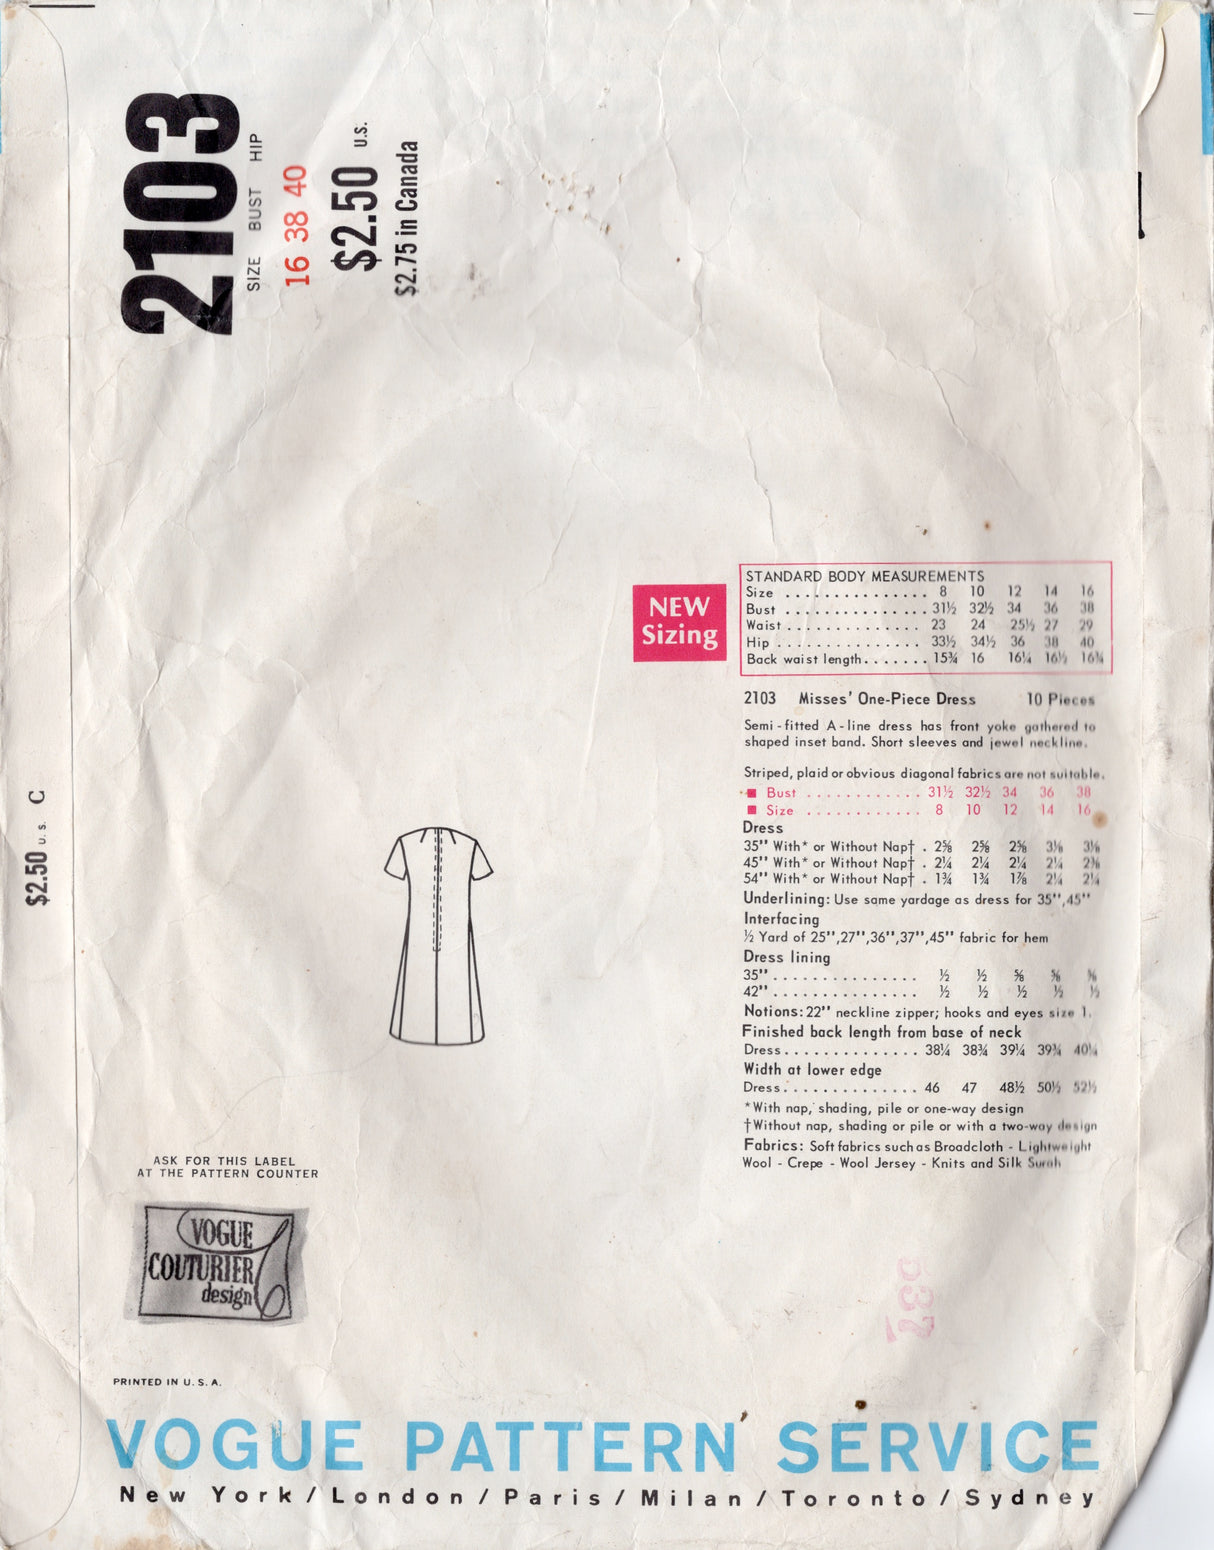 2103
SIZE BUST HIP
16 38 40
$2.50 U.S.
$2.75 in Canada
$2.50 U.S. C
NEW
Sizing
STANDARD BODY MEASUREMENTS
Size . . . . . . . . . . . . . . . 8 10 12 14 16
Bust . . . . . . . . . . . . . . . 31½ 32½ 34 36 38
Waist . . . . . . . . . . . . . . 23 24 25½ 27 29
Hip . . . . . . . . . . . . . . . 33½ 34½ 36 38 40
Back waist length . . . . . . . 15¾ 16 16¼ 16½ 16¾
2103 Misses' One-Piece Dress 10 Pieces
Semi-fitted A-line dress has front yoke gathered to
shaped inset band. Short sleeves and jewel neckline.
Striped, plaid or obvious diagonal fabrics are not suitable.
■ Bust . . . . . . . . . . . . 31½ 32½ 34 36 38
■ Size . . . . . . . . . . . . 8 10 12 14 16
Dress
35" With* or Without Nap† . 2⅝ 2⅝ 2⅝ 3⅛ 3⅛
45" With* or Without Nap† . 2¼ 2¼ 2¼ 2¼ 2⅜
54" With* or Without Nap† . 1¾ 1¾ 1⅞ 2¼ 2¼
Underlining: Use same yardage as dress for 35",45"
Interfacing
½ Yard of 25",27",36",37",45" fabric for hem
Dress lining
35" . . . . . . . . . . . . . . . ½ ½ ⅝ ⅝ ⅝
42" . . . . . . . . . . . . . . . ½ ½ ½ ½ ½
Notions: 22" neckline zipper; hooks and eyes size 1.
Finished back length from base of neck
Dress . . . . . . . . . . . . . . 38¼ 38¾ 39¼ 39¾ 40¼
Width at lower edge
Dress . . . . . . . . . . . . . . 46 47 48½ 50½ 52½
*With nap, shading, pile or one-way design
†Without nap, shading or pile or with a two-way design
Fabrics: Soft fabrics such as Broadcloth - Lightweight
Wool - Crepe - Wool Jersey - Knits and Silk Surah
ASK FOR THIS LABEL
AT THE PATTERN COUNTER
VOGUE
COUTURIER
design
PRINTED IN U.S.A.
VOGUE PATTERN SERVICE
New York/London/Paris/Milan/Toronto/Sydney